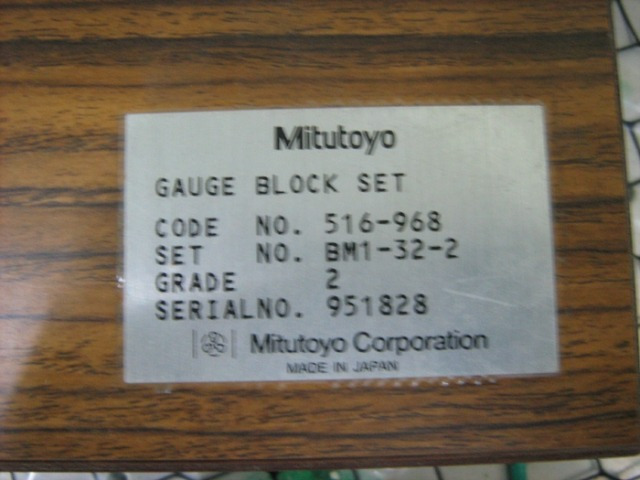 Mitutoyo
GAUGE BLOCK SET
CODE NO. 516-968
SET NO. BM1-32-2
GRADE 2
SERIALNO. 951828
Mitutoyo Corporation
MADE IN JAPAN